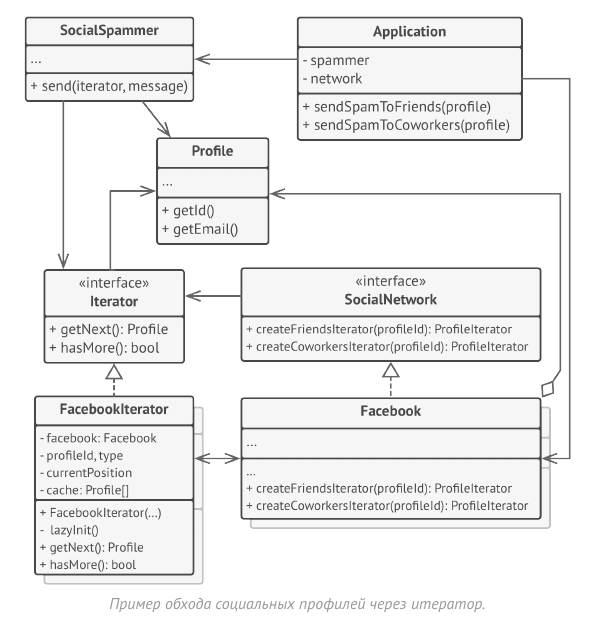 SocialSpammer
...
+ send(iterator, message)
Application
- spammer
- network
+ sendSpamToFriends(profile)
+ sendSpamToCoworkers(profile)
Profile
...
+ getId()
+ getEmail()
«interface»
Iterator
+ getNext(): Profile
+ hasMore(): bool
«interface»
SocialNetwork
+ createFriendsIterator(profileId): ProfileIterator
+ createCoworkersIterator(profileId): ProfileIterator
FacebookIterator
- facebook: Facebook
- profileId, type
- currentPosition
- cache: Profile[]
+ FacebookIterator(...)
- lazyInit()
+ getNext(): Profile
+ hasMore(): bool
Facebook
...
...
+ createFriendsIterator(profileId): ProfileIterator
+ createCoworkersIterator(profileId): ProfileIterator
Пример обхода социальных профилей через итератор.